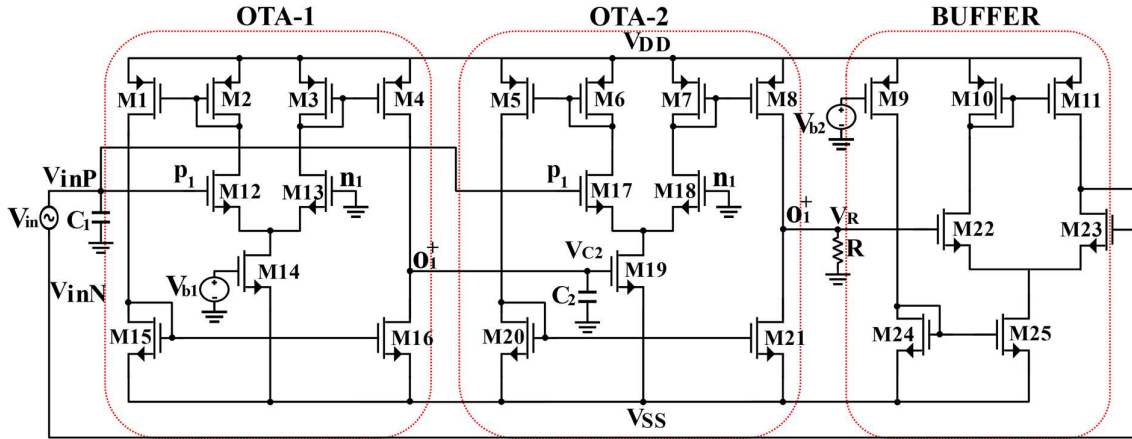 OTA-1 OTA-2 BUFFER
VDD
M1 M2 M3 M4 M5 M6 M7 M8 M9 M10 M11
Vb2
VinP p1 M12 M13 n1 p1 M17 M18 n1 o1+ VR M22 M23
Vin C1 R
M14 o1+ VC2 M19
VinN Vb1 C2
M15 M16 M20 M21 M24 M25
VSS